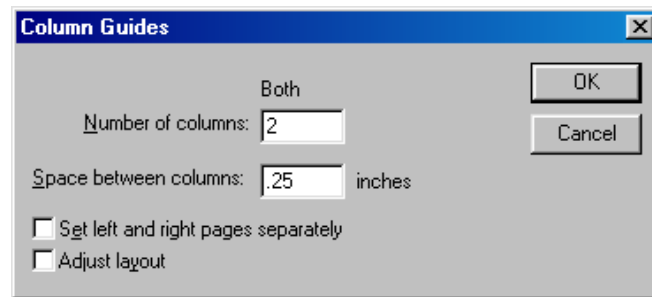 Column Guides
Both
OK
Number of columns: 2
Cancel
Space between columns: .25 inches
Set left and right pages separately
Adjust layout